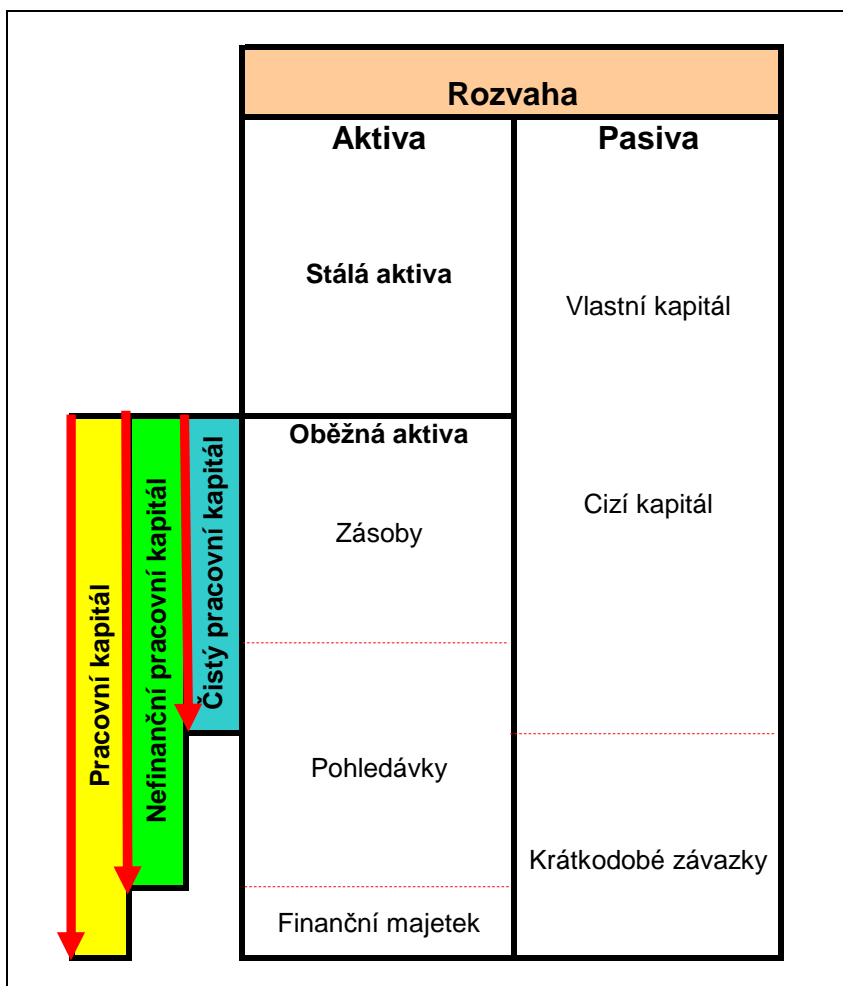 Rozvaha
Aktiva
Pasiva
Stálá aktiva
Vlastní kapitál
Oběžná aktiva
Cizí kapitál
Zásoby
Pohledávky
Krátkodobé závazky
Finanční majetek
Pracovní kapitál
Nefinanční pracovní kapitál
Čistý pracovní kapitál